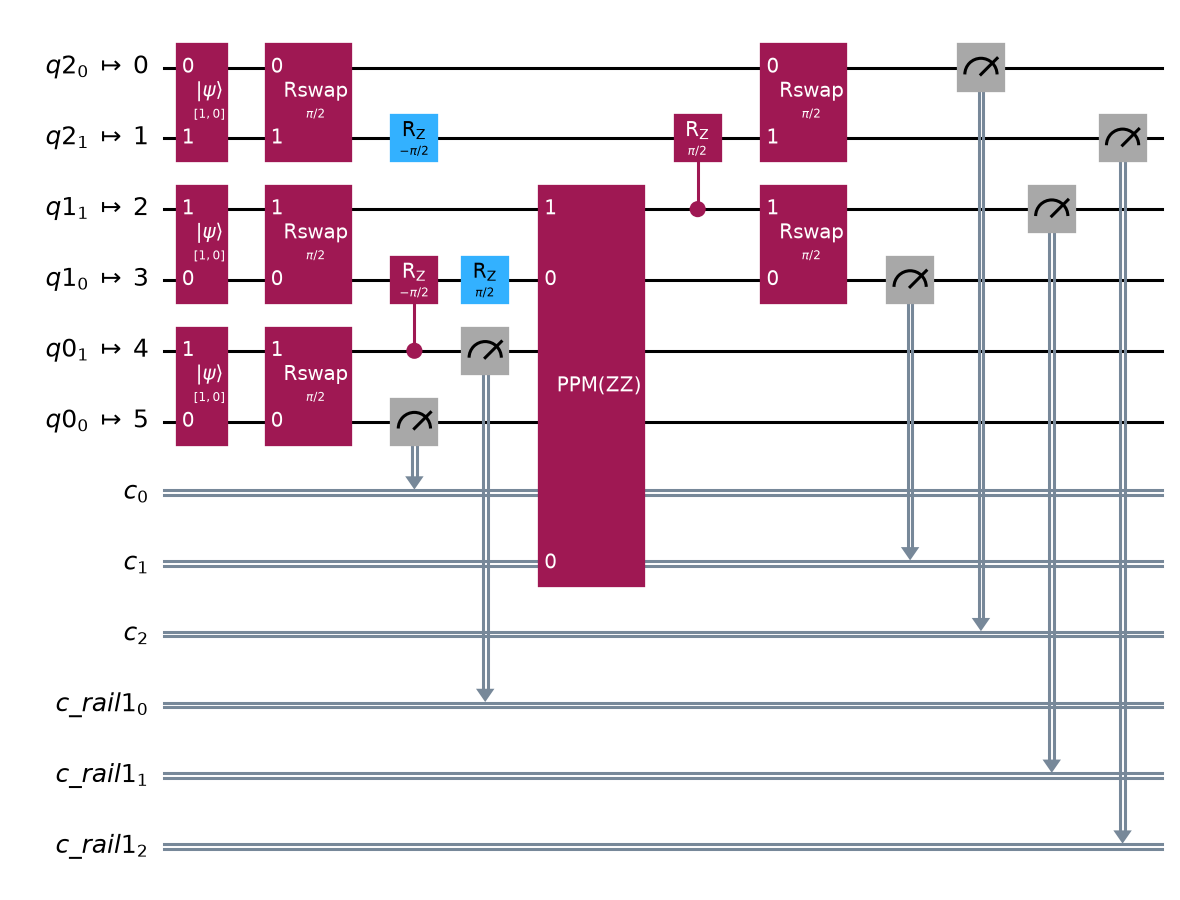 q2₀ ↦ 0
0
|ψ⟩
[1, 0]
0
Rswap
π/2
0
Rswap
π/2
q2₁ ↦ 1
1
1
R_Z
−π/2
R_Z
π/2
1
q1₁ ↦ 2
1
|ψ⟩
[1, 0]
1
Rswap
π/2
1
1
Rswap
π/2
q1₀ ↦ 3
0
0
R_Z
−π/2
R_Z
π/2
0
0
q0₁ ↦ 4
1
|ψ⟩
[1, 0]
1
Rswap
π/2
PPM(ZZ)
q0₀ ↦ 5
0
0
c₀
c₁
0
c₂
c_rail1₀
c_rail1₁
c_rail1₂